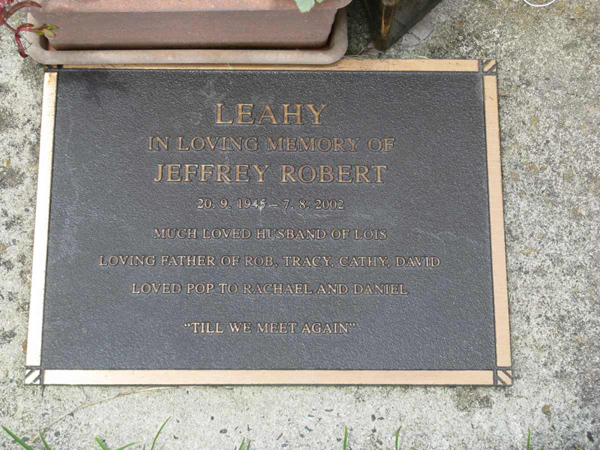 LEAHY
IN LOVING MEMORY OF
JEFFREY ROBERT
20. 9. 1945 – 7. 8. 2002
MUCH LOVED HUSBAND OF LOIS
LOVING FATHER OF ROB, TRACY, CATHY, DAVID
LOVED POP TO RACHAEL AND DANIEL
"TILL WE MEET AGAIN"